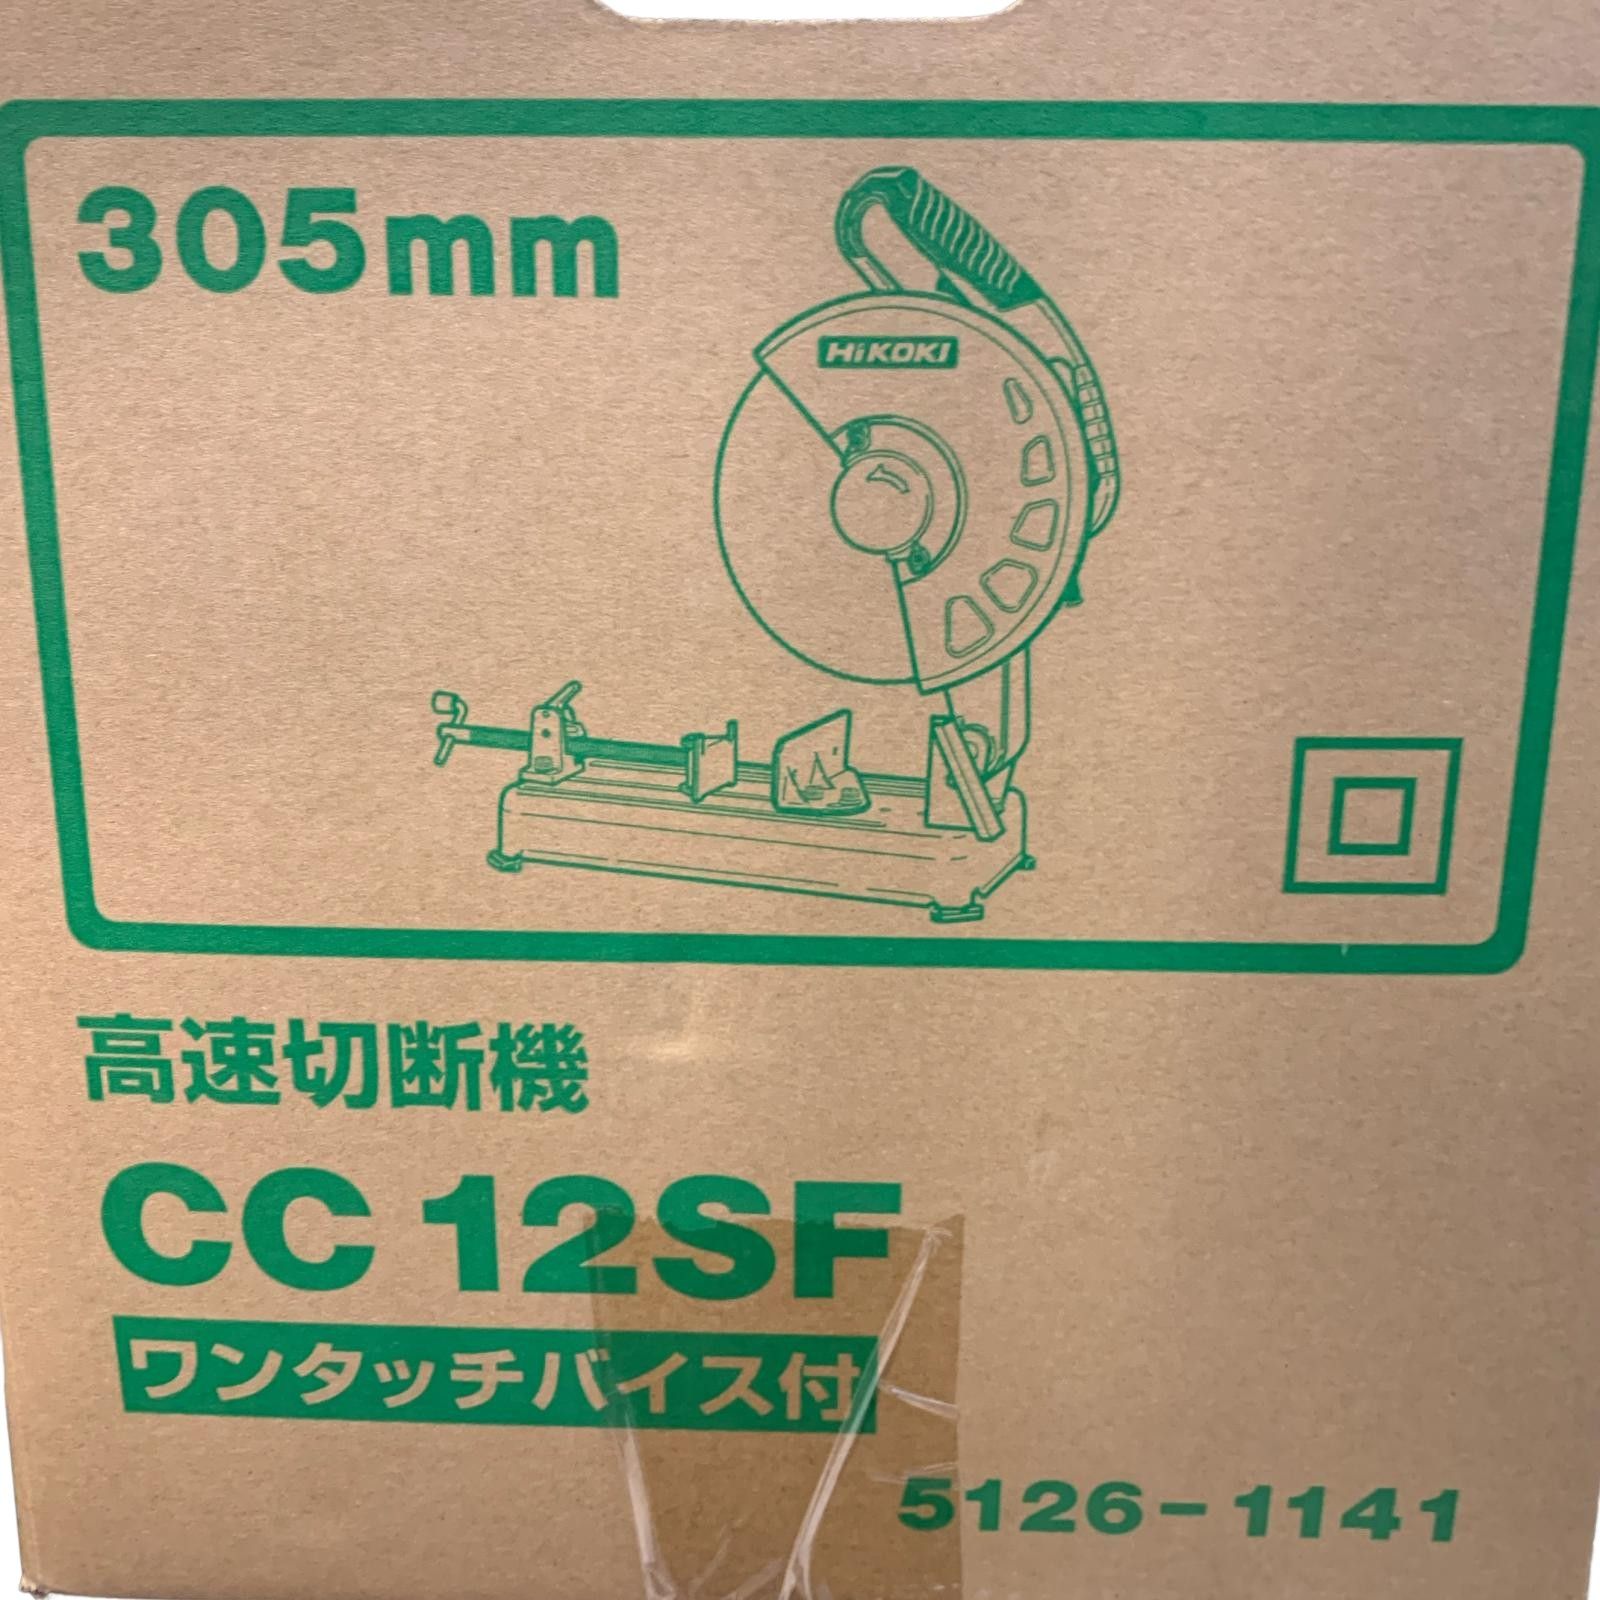 305mm
HiKOKI
高速切断機
CC 12SF
ワンタッチバイス付
5126-1141